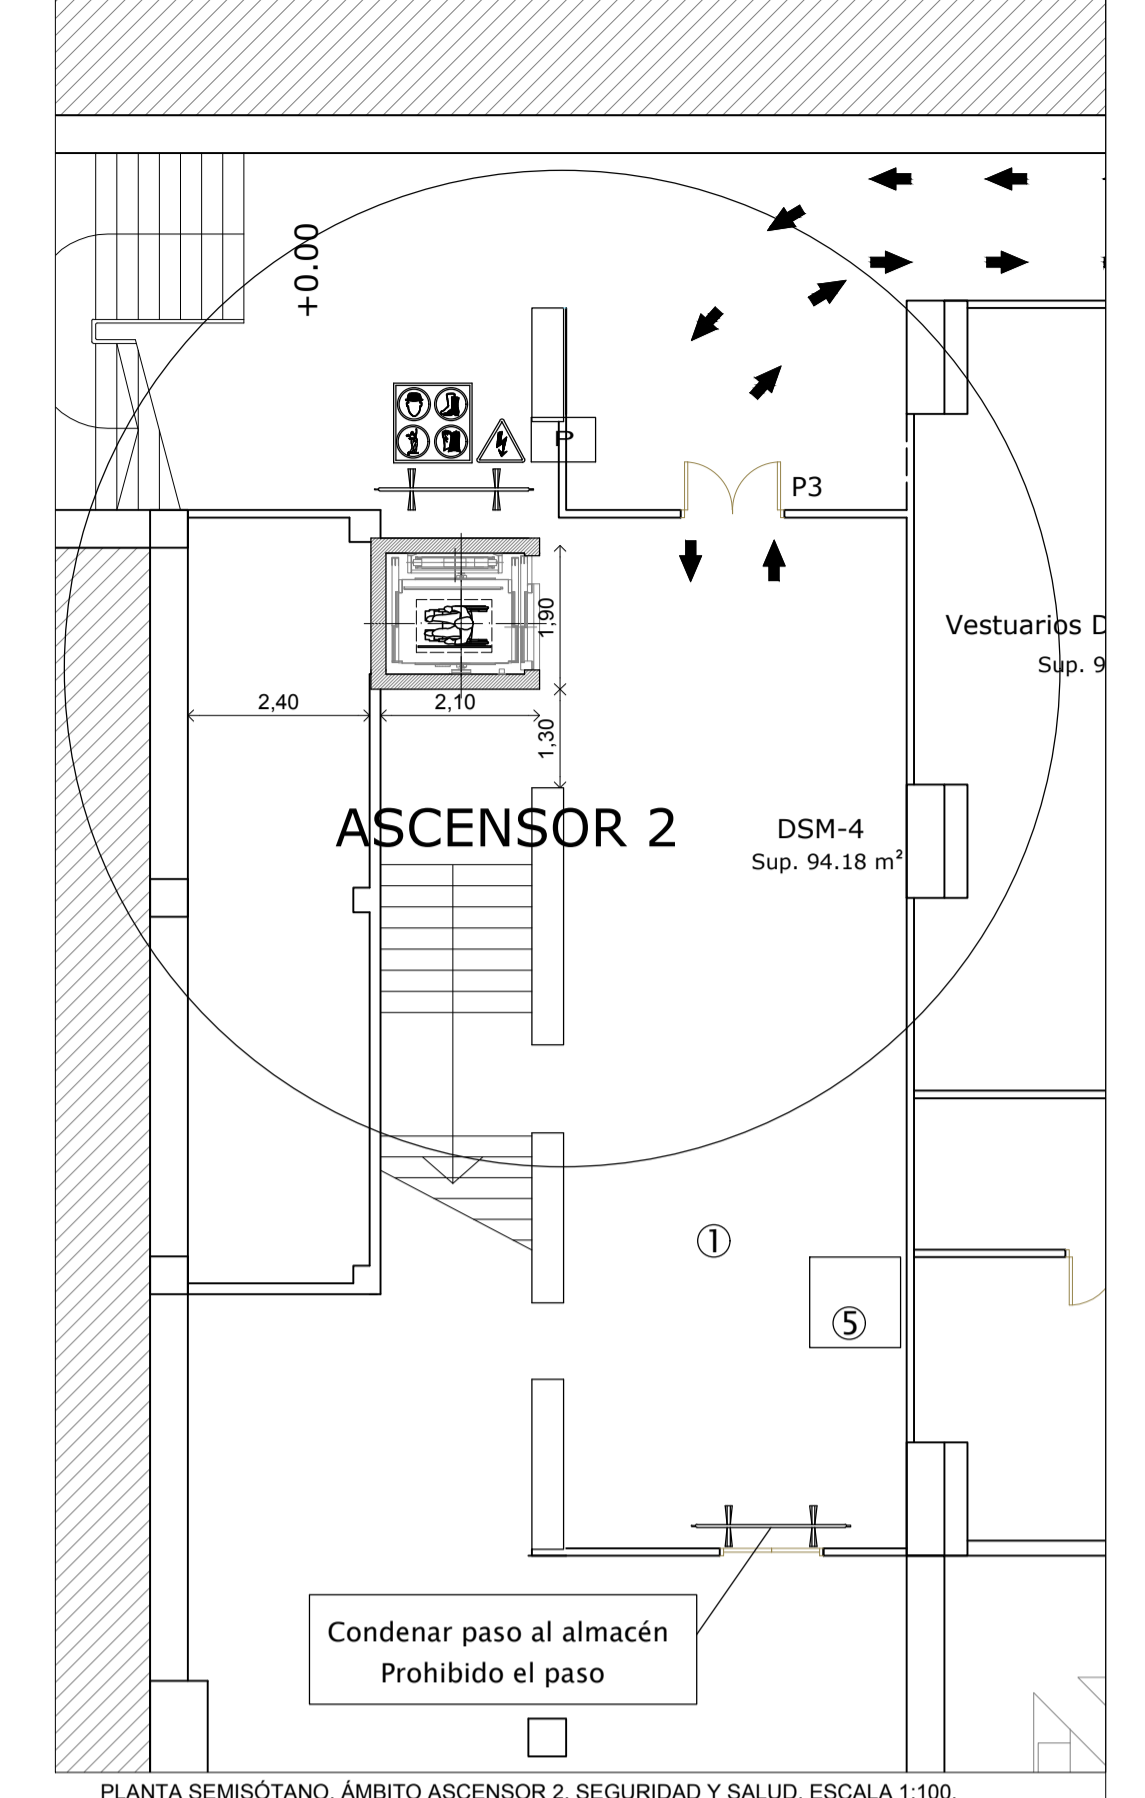 +0.00
P
P3
1,90
Vestuarios D
Sup. 9
2,40
2,10
1,30
ASCENSOR 2
DSM-4
Sup. 94.18 m²
1
5
Condenar paso al almacén
Prohibido el paso
PLANTA SEMISÓTANO. ÁMBITO ASCENSOR 2. SEGURIDAD Y SALUD. ESCALA 1:100.